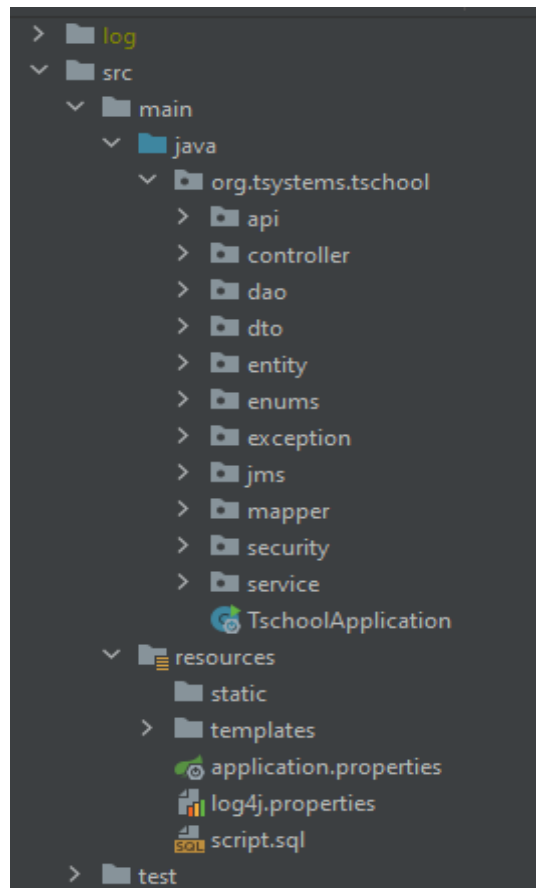 log
src
main
java
org.tsystems.tschool
api
controller
dao
dto
entity
enums
exception
jms
mapper
security
service
TschoolApplication
resources
static
templates
application.properties
log4j.properties
SQL script.sql
test